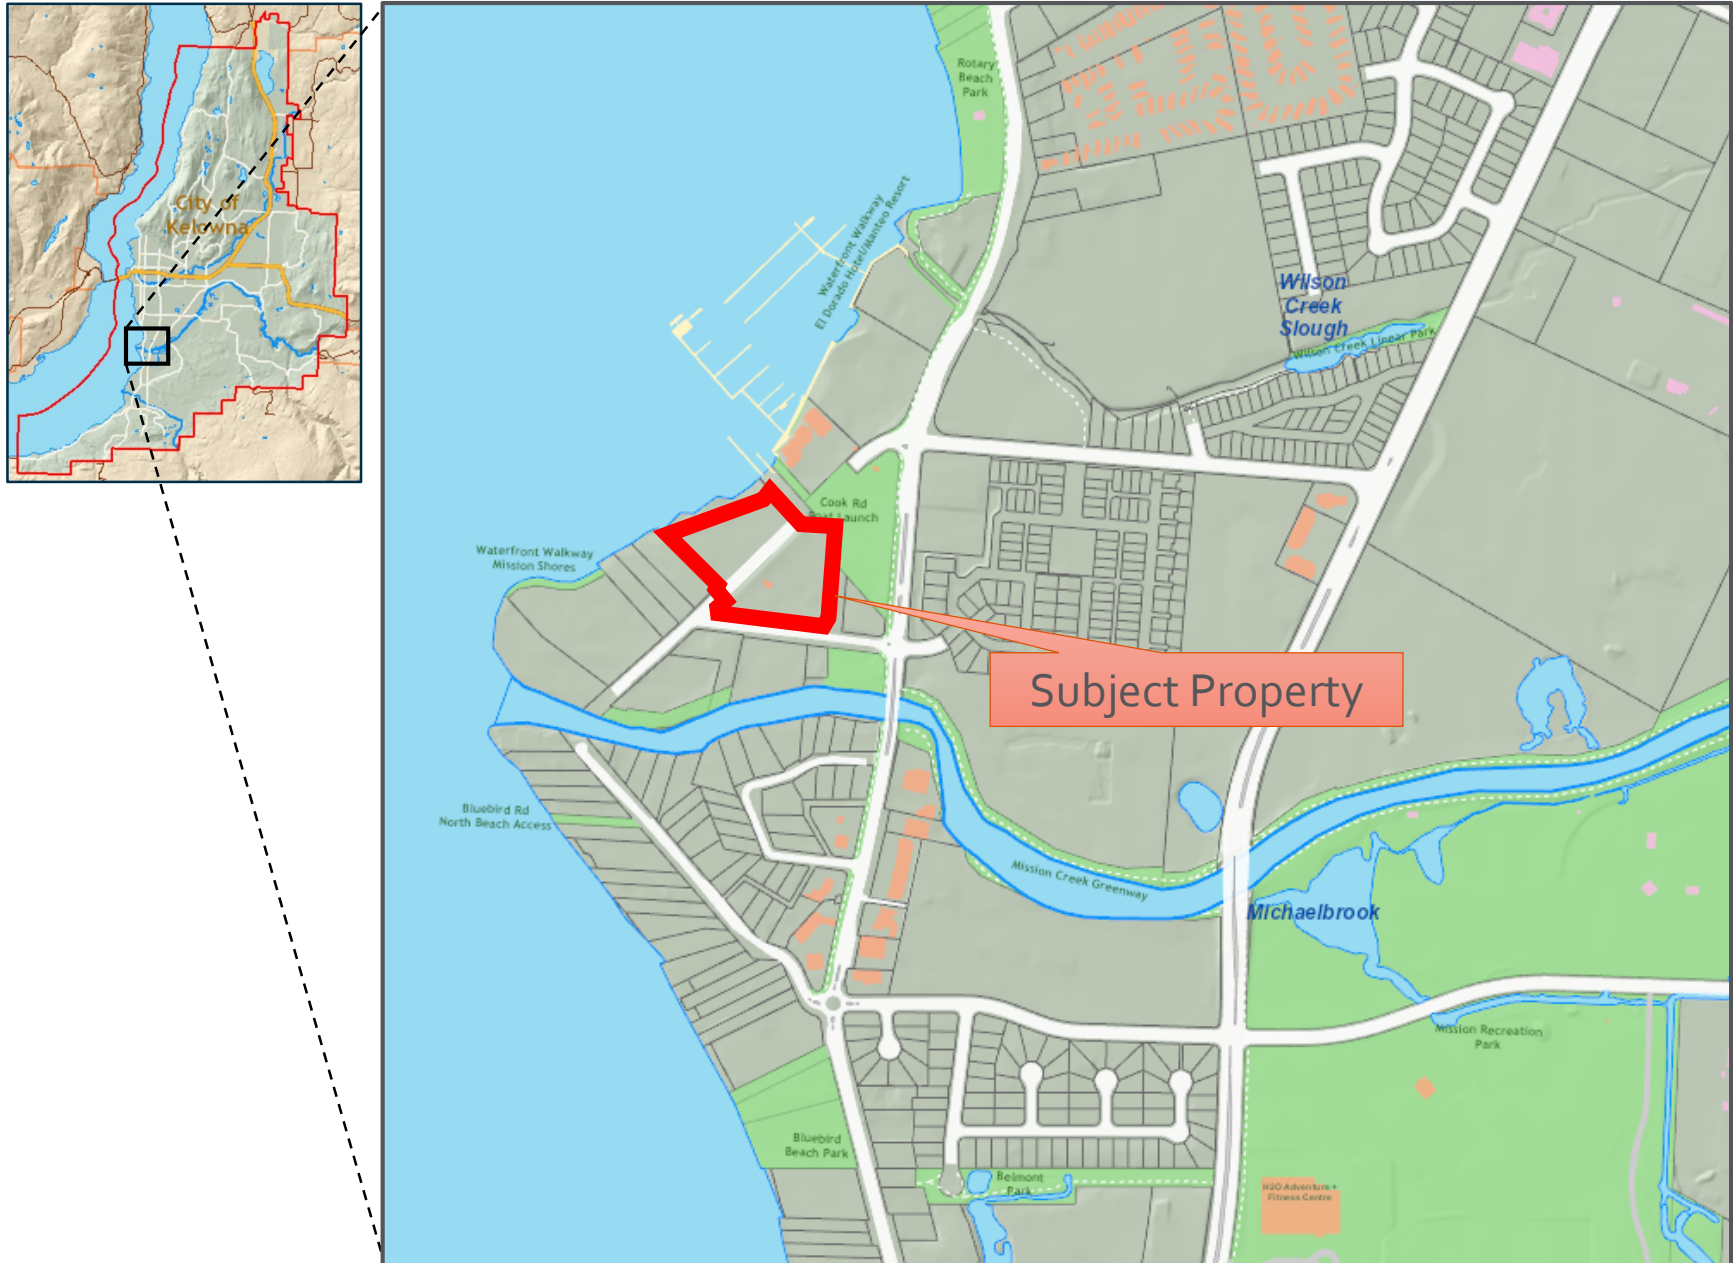 City of
Kelowna
Rotary
Beach
Park
Waterfront Walkway
El Dorado Hotel/Manteo Resort
Wilson
Creek
Slough
Wilson Creek Linear Park
Cook Rd
Boat Launch
Waterfront Walkway
Mission Shores
Subject Property
Bluebird Rd
North Beach Access
Mission Creek Greenway
Michaelbrook
Mission Recreation
Park
Bluebird
Beach Park
Belmont
Park
H2O Adventure +
Fitness Centre